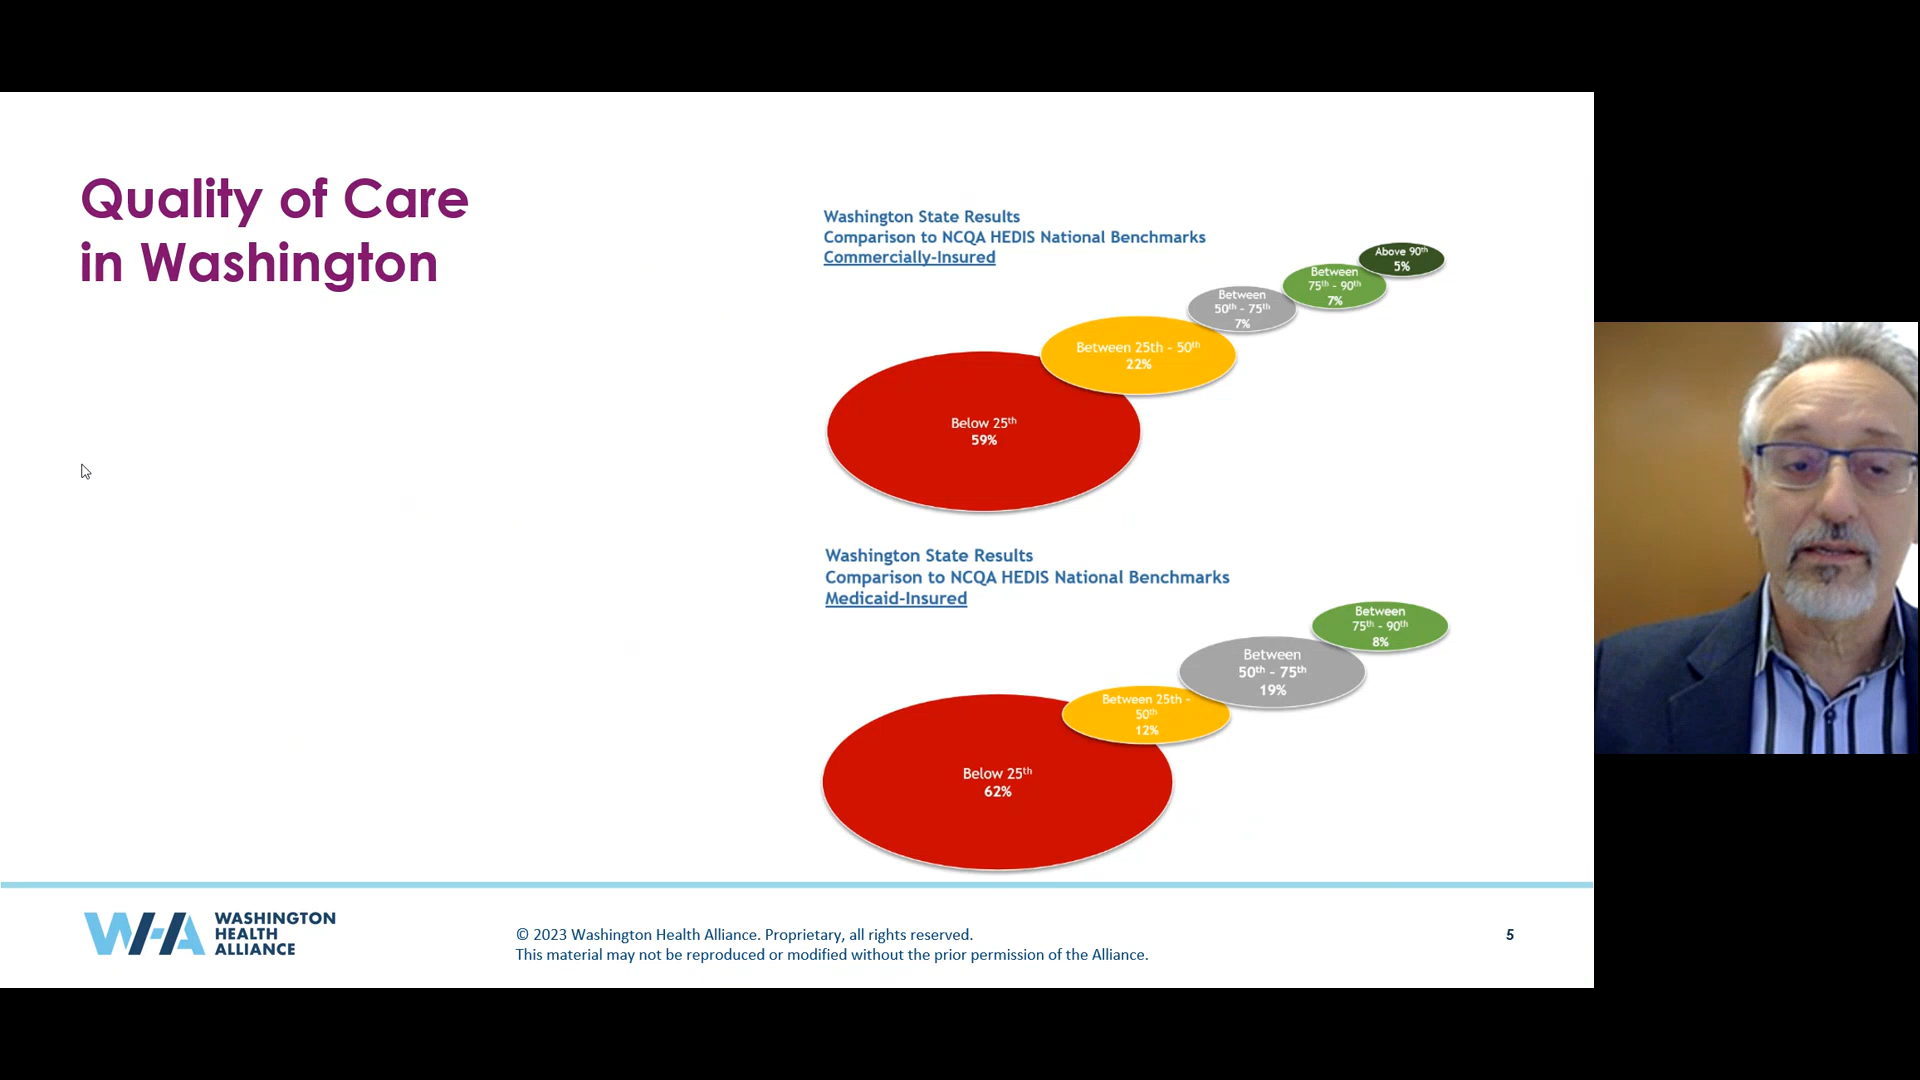 Quality of Care
in Washington
Washington State Results
Comparison to NCQA HEDIS National Benchmarks
Commercially-Insured
Above 90th
5%
Between
75th - 90th
7%
Between
50th - 75th
7%
Between 25th - 50th
22%
Below 25th
59%
Washington State Results
Comparison to NCQA HEDIS National Benchmarks
Medicaid-Insured
Between
75th - 90th
8%
Between
50th - 75th
19%
Between 25th -
50th
12%
Below 25th
62%
WHA
WASHINGTON
HEALTH
ALLIANCE
© 2023 Washington Health Alliance. Proprietary, all rights reserved.
This material may not be reproduced or modified without the prior permission of the Alliance.
5